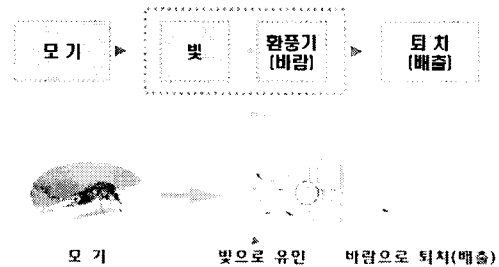 모기
빛
환풍기
(바람)
퇴치
(배출)
모기
빛으로 유인
바람으로 퇴치(배출)